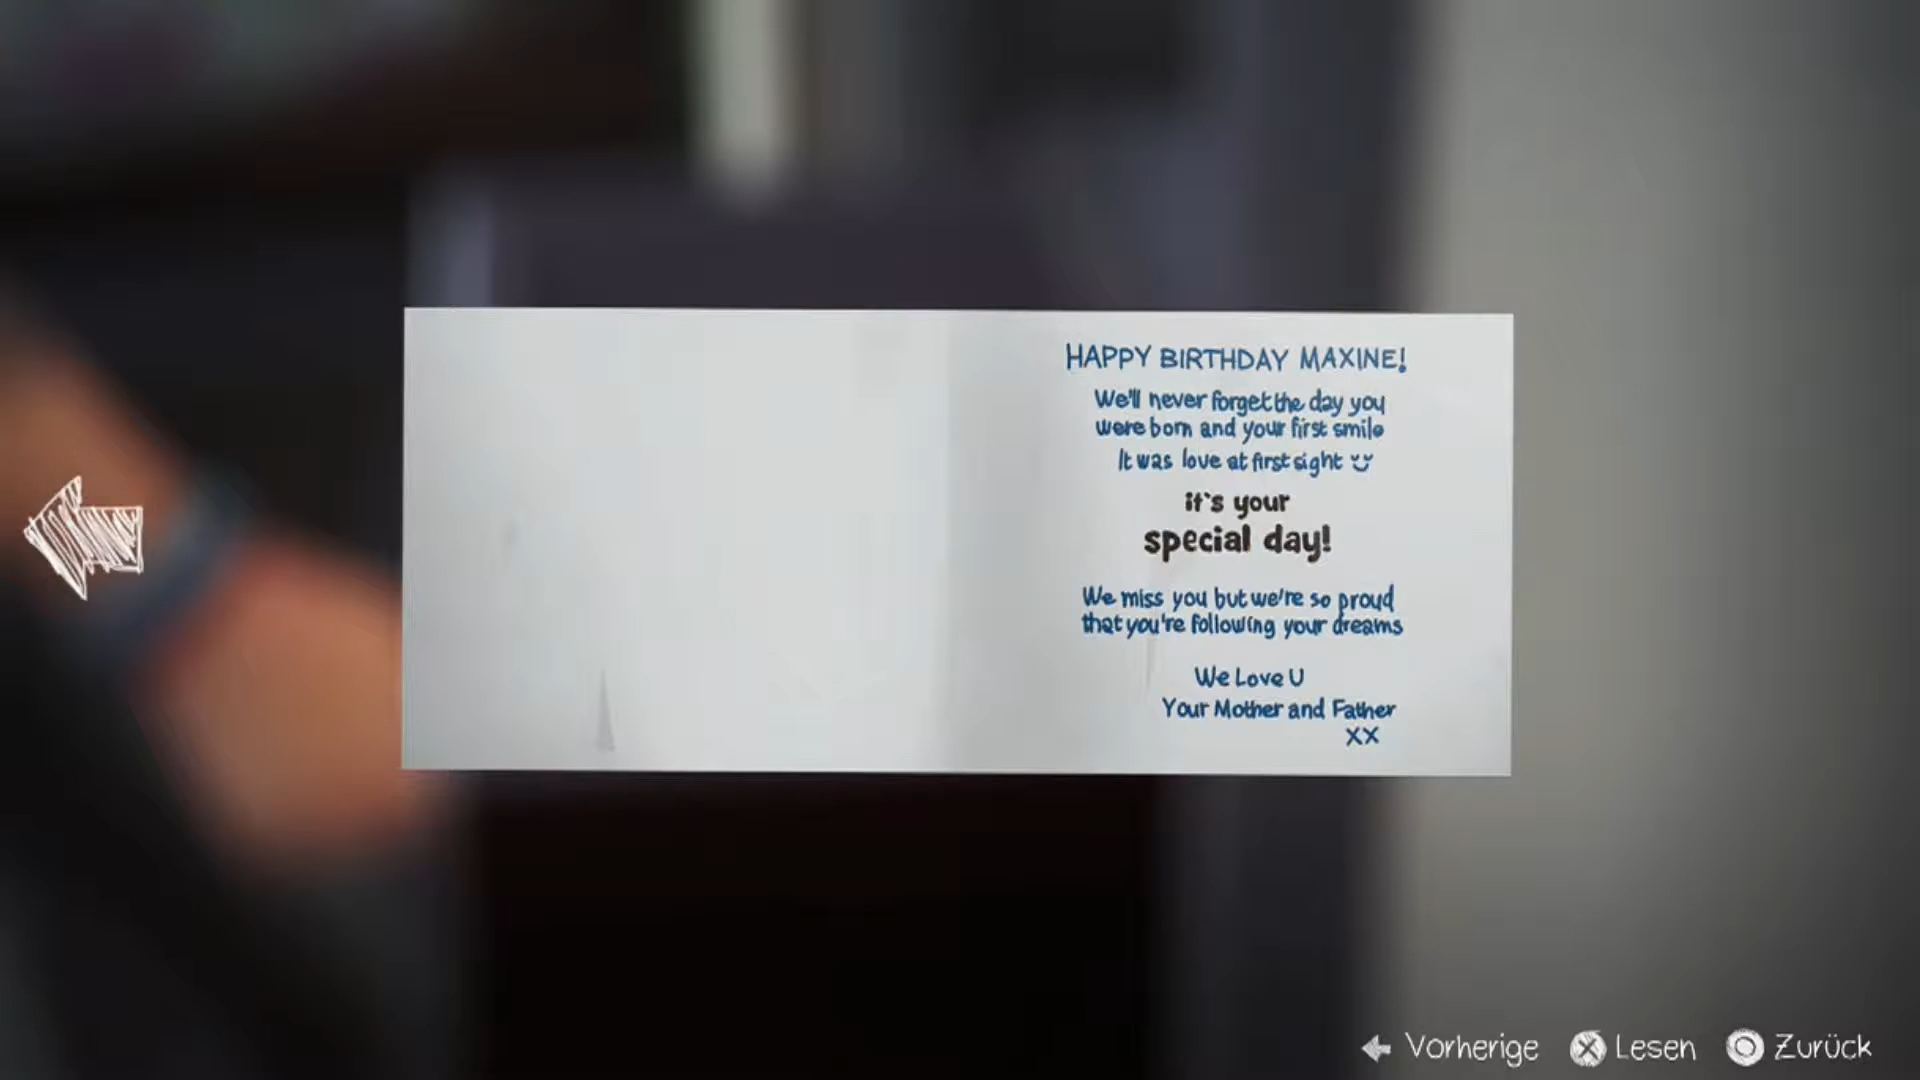 HAPPY BIRTHDAY MAXINE!
We'll never forget the day you
were born and your first smile
It was love at first sight
it's your
special day!
We miss you but we're so proud
that you're following your dreams
We Love U
Your Mother and Father
XX
Vorherige
Lesen
Zurück